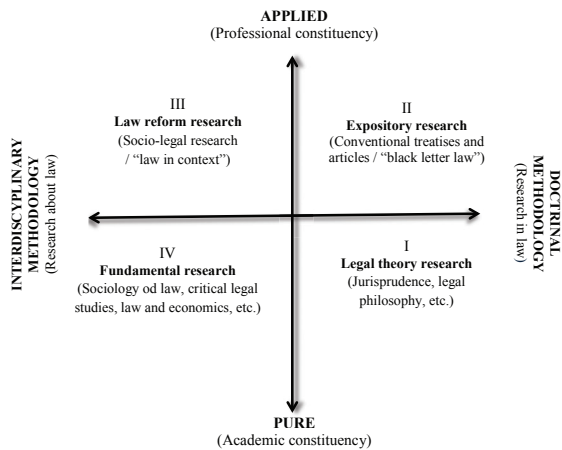 APPLIED
(Professional constituency)
III
Law reform research
(Socio-legal research
/ “law in context”)
II
Expository research
(Conventional treatises and
articles / “black letter law”)
INTERDISCYPLINARY
METHODOLOGY
(Research about law)
DOCTRINAL
METHODOLOGY
(Research in law)
IV
Fundamental research
(Sociology od law, critical legal
studies, law and economics, etc.)
I
Legal theory research
(Jurisprudence, legal
philosophy, etc.)
PURE
(Academic constituency)